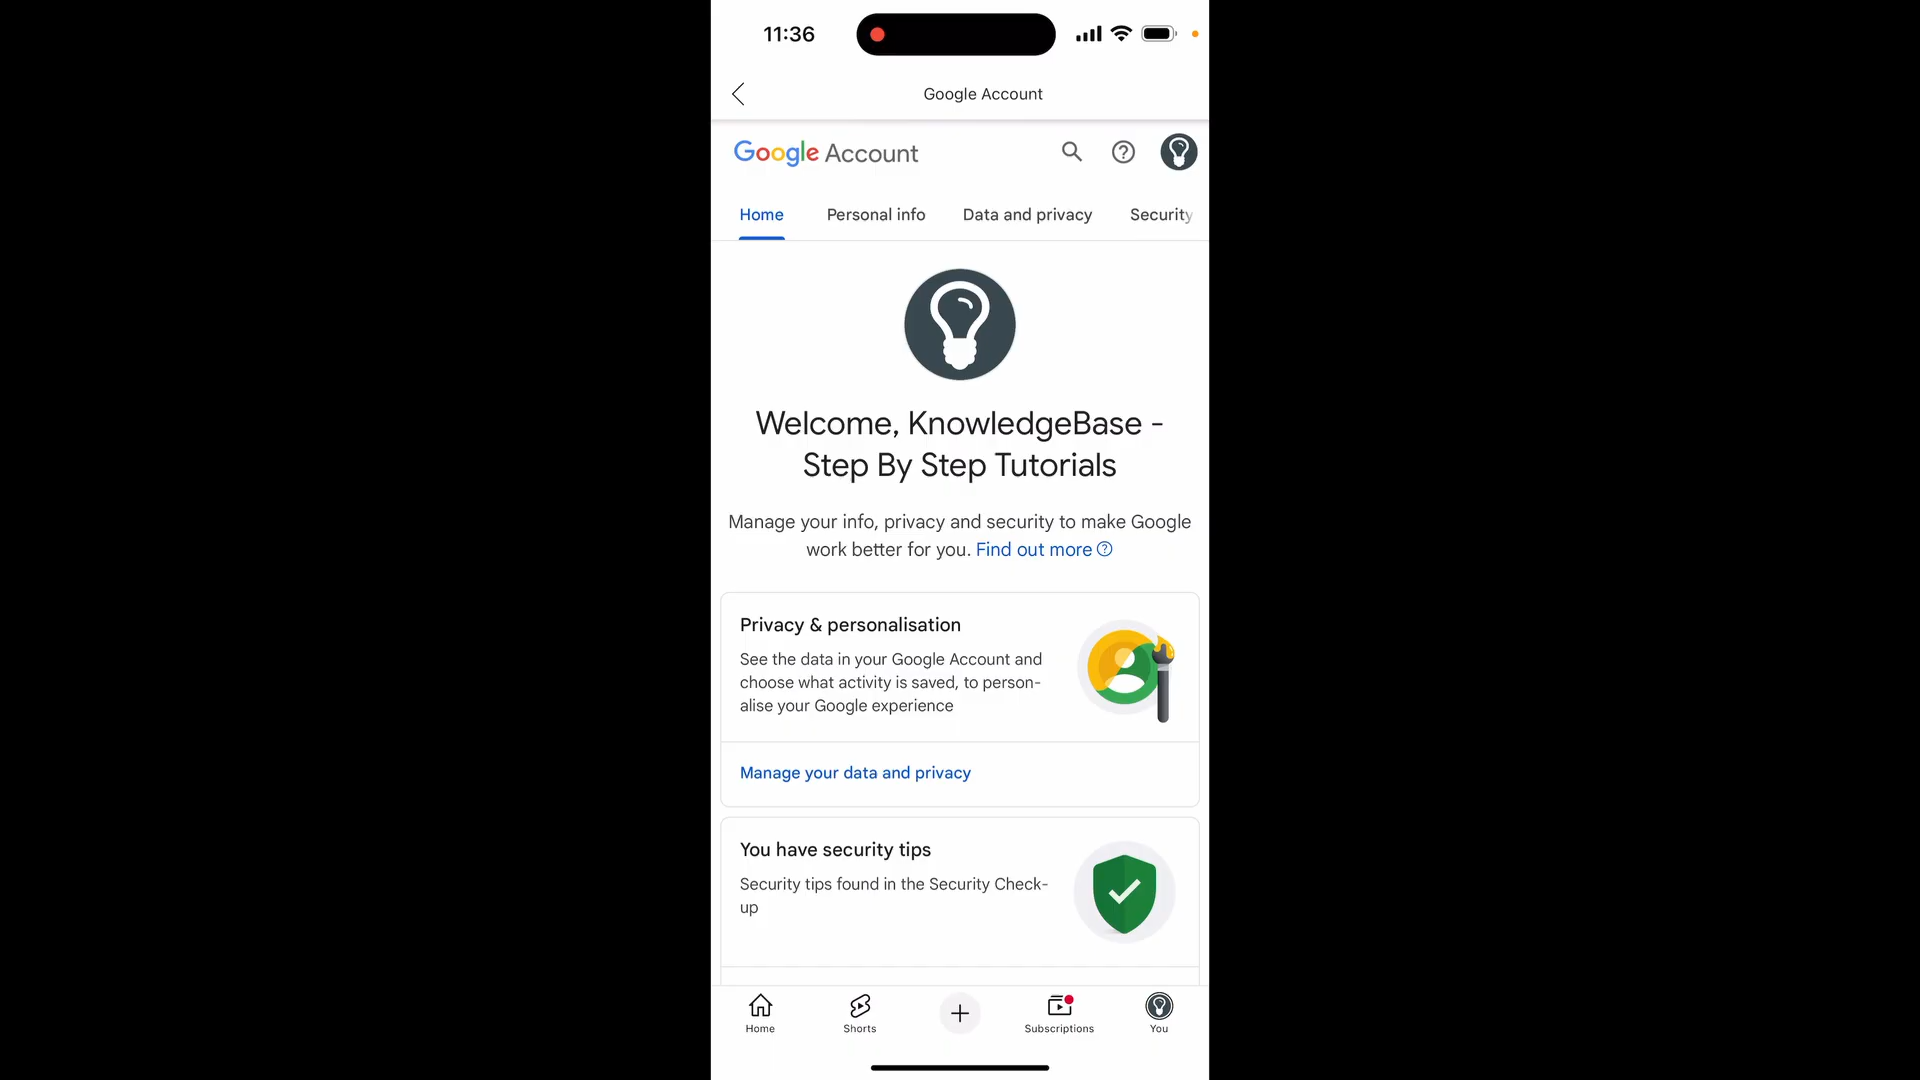 11:36
Google Account
Google Account
Home Personal info Data and privacy Security
Welcome, KnowledgeBase -
Step By Step Tutorials
Manage your info, privacy and security to make Google
work better for you. Find out more
Privacy & personalisation
See the data in your Google Account and
choose what activity is saved, to person-
alise your Google experience
Manage your data and privacy
You have security tips
Security tips found in the Security Check-
up
Home Shorts Subscriptions You